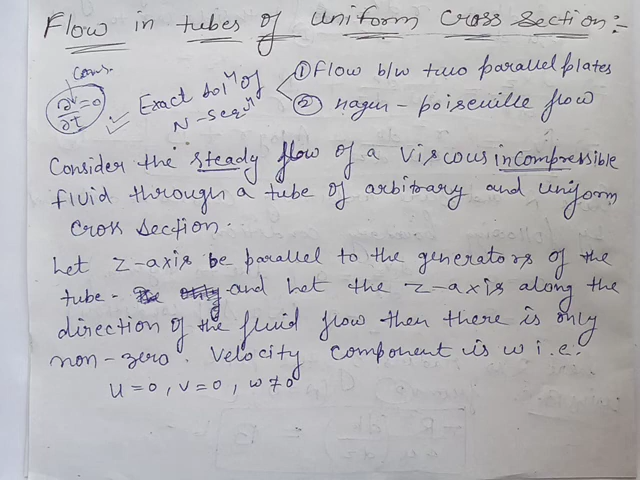 Flow in tubes of uniform cross section:-
Cons.
∂v/∂t=0
Exact solⁿ of
N-s eqⁿ
① Flow b/w two parallel plates
② hagen-poiseuille flow
Consider the steady flow of a viscous incompressible
fluid through a tube of arbitrary and uniform
cross section.
Let z-axis be parallel to the generators of the
tube- and Let the z-axis along the
direction of the fluid flow then there is only
non-zero. Velocity component is w i.e.
u=0, v=0, w≠0